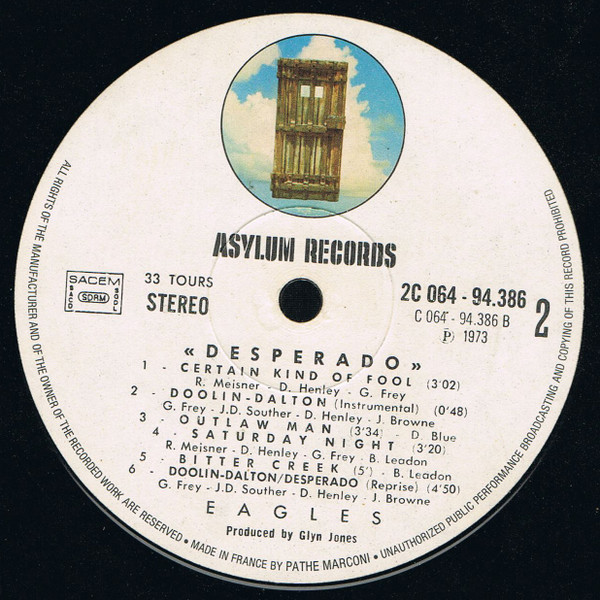 ASYLUM RECORDS
SACEM
SACD
SDRM
SGDL
33 TOURS
STEREO
2C 064 - 94.386
C 064 - 94.386 B
Ⓟ 1973
2
«DESPERADO»
1 - CERTAIN KIND OF FOOL (3'02)
R. Meisner - D. Henley - G. Frey
2 - DOOLIN-DALTON (Instrumental) (0'48)
G. Frey - J.D. Souther - D. Henley - J. Browne
3 - OUTLAW MAN (3'34) - D. Blue
4 - SATURDAY NIGHT (3'20)
R. Meisner - D. Henley - G. Frey - B. Leadon
5 - BITTER CREEK (5') - B. Leadon
6 - DOOLIN-DALTON/DESPERADO (Reprise) (4'50)
G. Frey - J.D. Souther - D. Henley - J. Browne
EAGLES
Produced by Glyn Jones
ALL RIGHTS OF THE MANUFACTURER AND OF THE OWNER OF THE RECORDED WORK ARE RESERVED • MADE IN FRANCE BY PATHE MARCONI • UNAUTHORIZED PUBLIC PERFORMANCE BROADCASTING AND COPYING OF THIS RECORD PROHIBITED